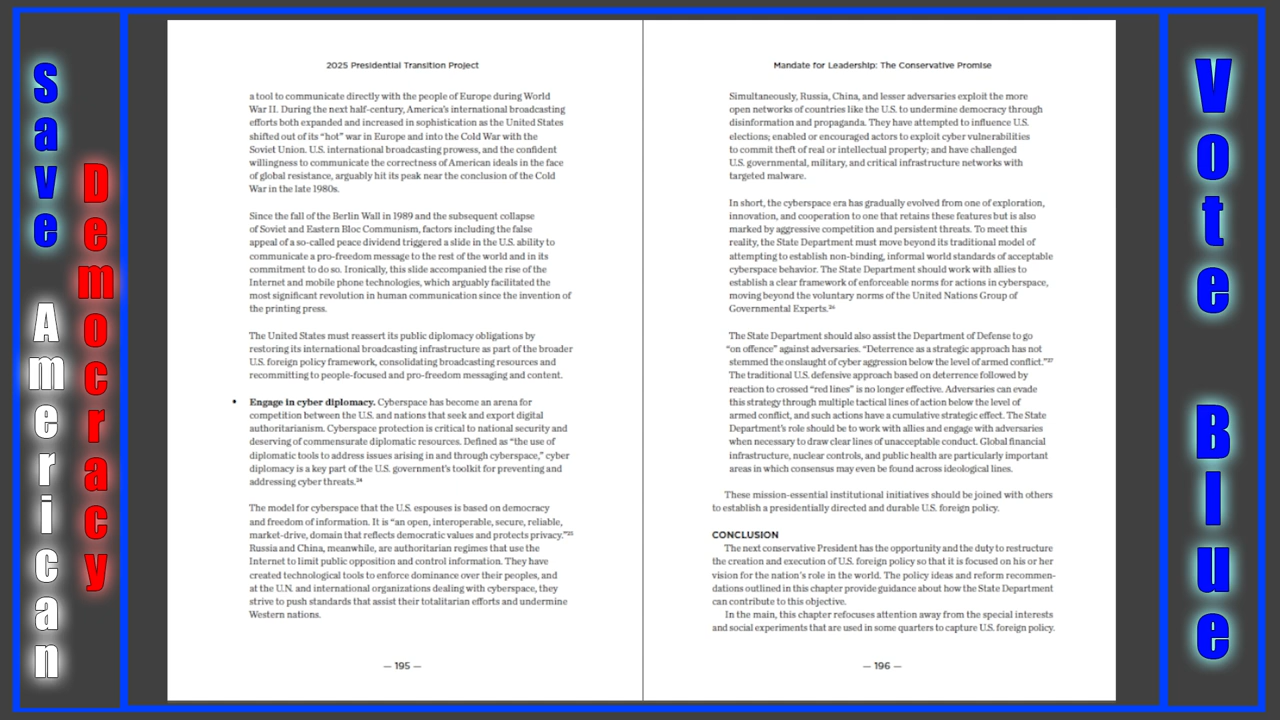 Save
American
Democracy
2025 Presidential Transition Project
a tool to communicate directly with the people of Europe during World
War II. During the next half-century, America's international broadcasting
efforts both expanded and increased in sophistication as the United States
shifted out of its “hot” war in Europe and into the Cold War with the
Soviet Union. U.S. international broadcasting prowess, and the confident
willingness to communicate the correctness of American ideals in the face
of global resistance, arguably hit its peak near the conclusion of the Cold
War in the late 1980s.
Since the fall of the Berlin Wall in 1989 and the subsequent collapse
of Soviet and Eastern Bloc Communism, factors including the false
appeal of a so-called peace dividend triggered a slide in the U.S. ability to
communicate a pro-freedom message to the rest of the world and in its
commitment to do so. Ironically, this slide accompanied the rise of the
Internet and mobile phone technologies, which arguably facilitated the
most significant revolution in human communication since the invention of
the printing press.
The United States must reassert its public diplomacy obligations by
restoring its international broadcasting infrastructure as part of the broader
U.S. foreign policy framework, consolidating broadcasting resources and
recommitting to people-focused and pro-freedom messaging and content.
• Engage in cyber diplomacy. Cyberspace has become an arena for
competition between the U.S. and nations that seek and export digital
authoritarianism. Cyberspace protection is critical to national security and
deserving of commensurate diplomatic resources. Defined as “the use of
diplomatic tools to address issues arising in and through cyberspace,” cyber
diplomacy is a key part of the U.S. government's toolkit for preventing and
addressing cyber threats.24
The model for cyberspace that the U.S. espouses is based on democracy
and freedom of information. It is “an open, interoperable, secure, reliable,
market-drive, domain that reflects democratic values and protects privacy.”25
Russia and China, meanwhile, are authoritarian regimes that use the
Internet to limit public opposition and control information. They have
created technological tools to enforce dominance over their peoples, and
at the U.N. and international organizations dealing with cyberspace, they
strive to push standards that assist their totalitarian efforts and undermine
Western nations.
— 195 —
Mandate for Leadership: The Conservative Promise
Simultaneously, Russia, China, and lesser adversaries exploit the more
open networks of countries like the U.S. to undermine democracy through
disinformation and propaganda. They have attempted to influence U.S.
elections; enabled or encouraged actors to exploit cyber vulnerabilities
to commit theft of real or intellectual property; and have challenged
U.S. governmental, military, and critical infrastructure networks with
targeted malware.
In short, the cyberspace era has gradually evolved from one of exploration,
innovation, and cooperation to one that retains these features but is also
marked by aggressive competition and persistent threats. To meet this
reality, the State Department must move beyond its traditional model of
attempting to establish non-binding, informal world standards of acceptable
cyberspace behavior. The State Department should work with allies to
establish a clear framework of enforceable norms for actions in cyberspace,
moving beyond the voluntary norms of the United Nations Group of
Governmental Experts.26
The State Department should also assist the Department of Defense to go
“on offence” against adversaries. “Deterrence as a strategic approach has not
stemmed the onslaught of cyber aggression below the level of armed conflict.”27
The traditional U.S. defensive approach based on deterrence followed by
reaction to crossed “red lines” is no longer effective. Adversaries can evade
this strategy through multiple tactical lines of action below the level of
armed conflict, and such actions have a cumulative strategic effect. The State
Department's role should be to work with allies and engage with adversaries
when necessary to draw clear lines of unacceptable conduct. Global financial
infrastructure, nuclear controls, and public health are particularly important
areas in which consensus may even be found across ideological lines.
These mission-essential institutional initiatives should be joined with others
to establish a presidentially directed and durable U.S. foreign policy.
CONCLUSION
The next conservative President has the opportunity and the duty to restructure
the creation and execution of U.S. foreign policy so that it is focused on his or her
vision for the nation's role in the world. The policy ideas and reform recommen-
dations outlined in this chapter provide guidance about how the State Department
can contribute to this objective.
In the main, this chapter refocuses attention away from the special interests
and social experiments that are used in some quarters to capture U.S. foreign policy.
— 196 —
Vote
Blue